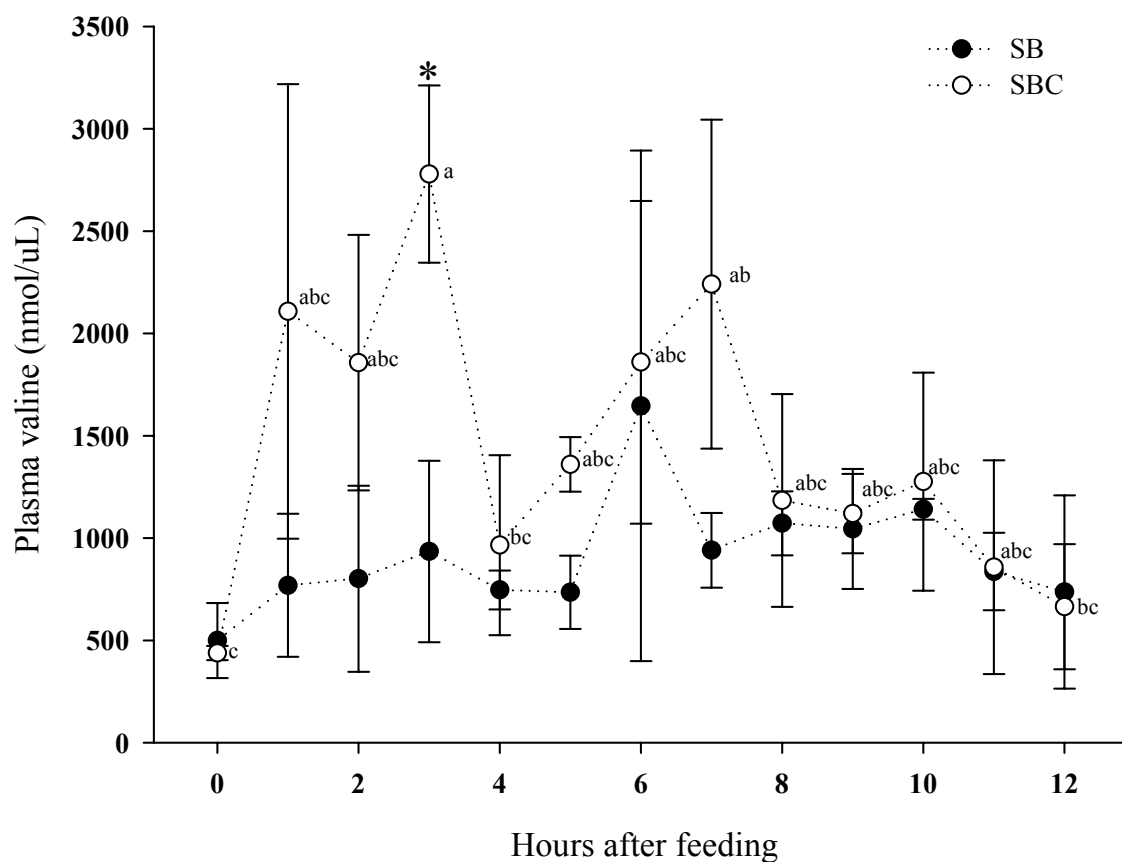 3500
3000
2500
2000
1500
1000
500
0
Plasma valine (nmol/uL)
SB
SBC
*
a
abc
abc
ab
abc
abc
bc
abc
abc
abc
abc
c
bc
0
2
4
6
8
10
12
Hours after feeding